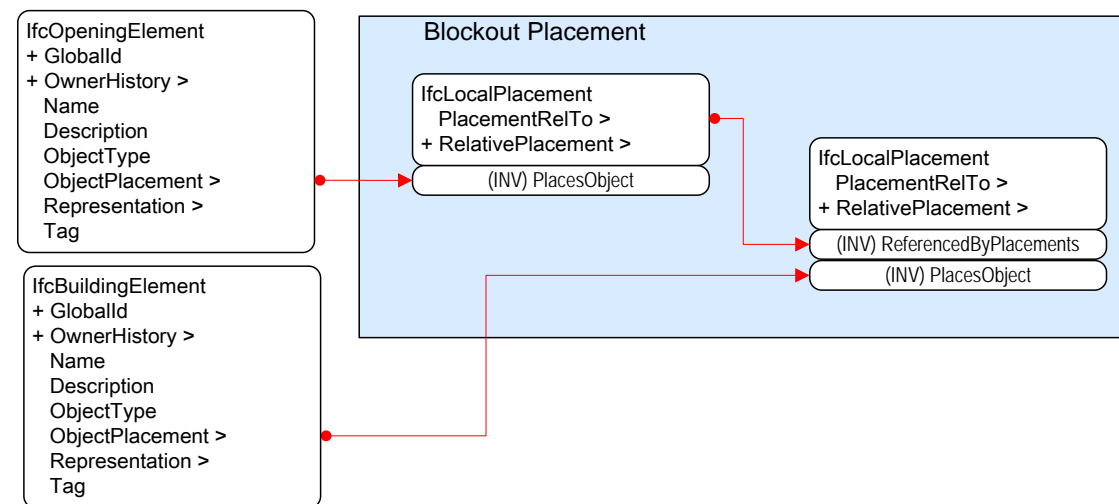 IfcOpeningElement
+ GlobalId
+ OwnerHistory >
Name
Description
ObjectType
ObjectPlacement >
Representation >
Tag
Blockout Placement
IfcLocalPlacement
PlacementRelTo >
+ RelativePlacement >
(INV) PlacesObject
IfcLocalPlacement
PlacementRelTo >
+ RelativePlacement >
(INV) ReferencedByPlacements
(INV) PlacesObject
IfcBuildingElement
+ GlobalId
+ OwnerHistory >
Name
Description
ObjectType
ObjectPlacement >
Representation >
Tag